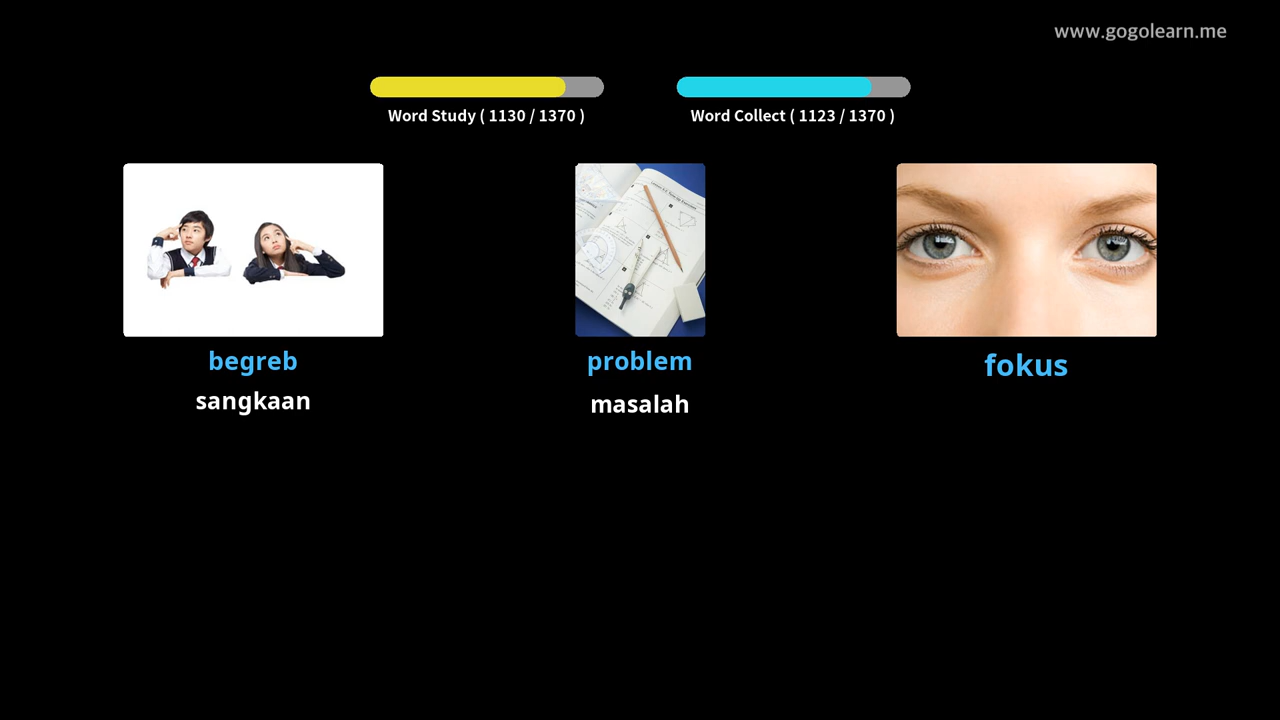 www.gogolearn.me
Word Study ( 1130 / 1370 )
Word Collect ( 1123 / 1370 )
begreb
problem
fokus
sangkaan
masalah